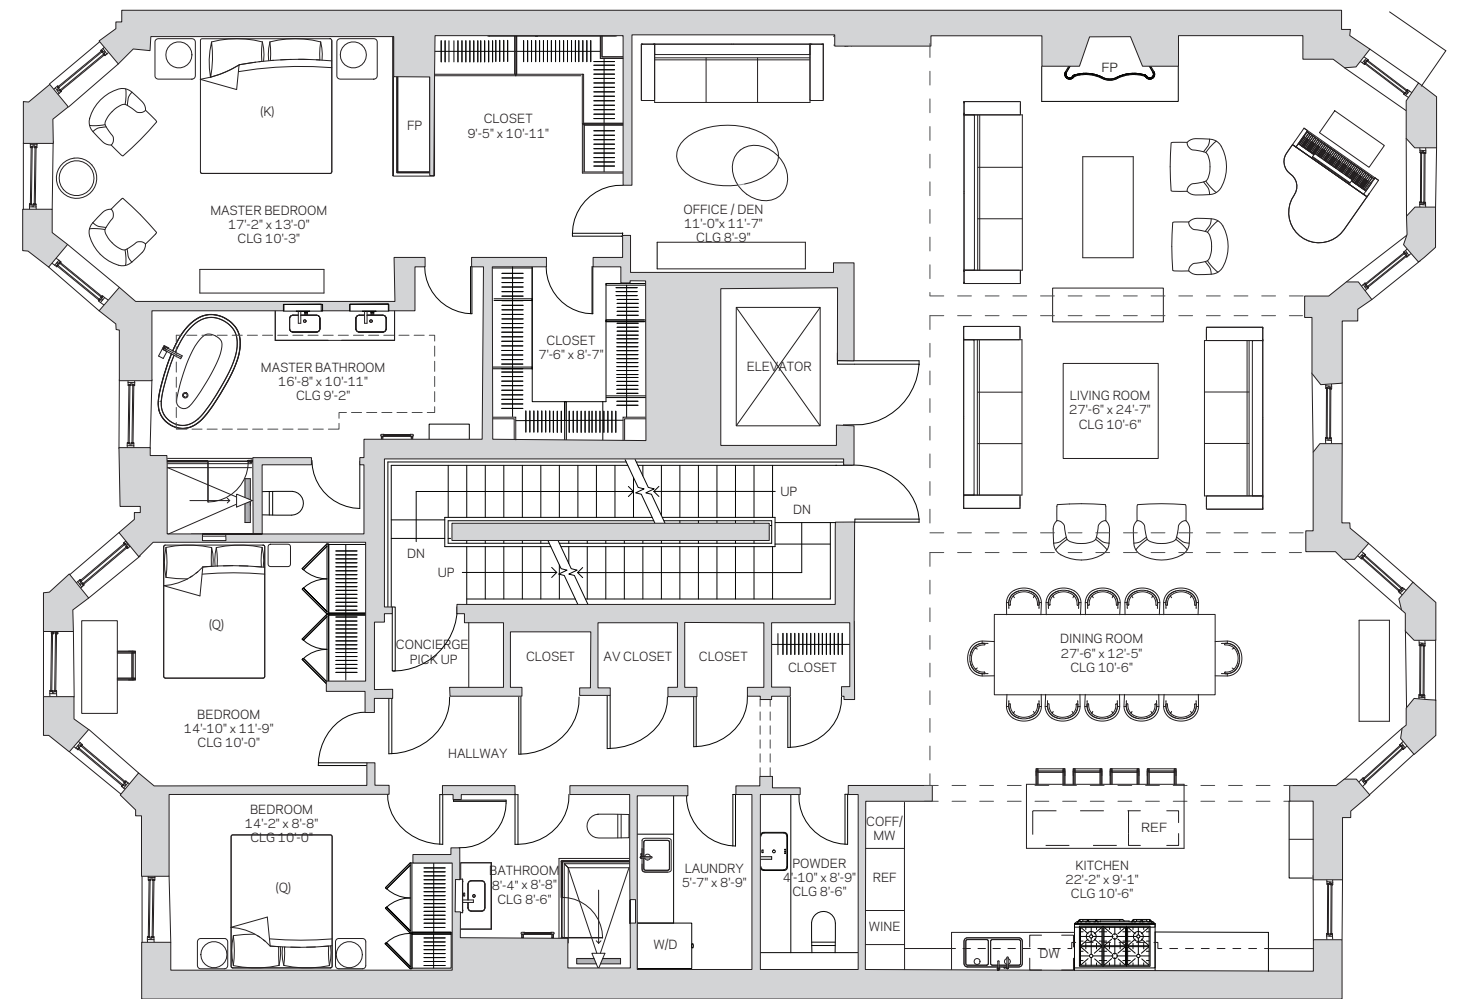 (K)
FP
CLOSET
9'-5" x 10'-11"
MASTER BEDROOM
17'-2" x 13'-0"
CLG 10'-3"
OFFICE / DEN
11'-0"x 11'-7"
CLG 8'-9"
FP
CLOSET
7'-6" x 8'-7"
MASTER BATHROOM
16'-8" x 10'-11"
CLG 9'-2"
ELEVATOR
LIVING ROOM
27'-6" x 24'-7"
CLG 10'-6"
UP
DN
DN
UP
(Q)
BEDROOM
14'-10" x 11'-9"
CLG 10'-0"
CONCIERGE
PICK UP
CLOSET
AV CLOSET
CLOSET
CLOSET
DINING ROOM
27'-6" x 12'-5"
CLG 10'-6"
HALLWAY
BEDROOM
14'-2" x 8'-8"
CLG 10'-0"
(Q)
BATHROOM
8'-4" x 8'-8"
CLG 8'-6"
LAUNDRY
5'-7" x 8'-9"
W/D
POWDER
4'-10" x 8'-9"
CLG 8'-6"
COFF/
MW
REF
WINE
REF
KITCHEN
22'-2" x 9'-1"
CLG 10'-6"
DW